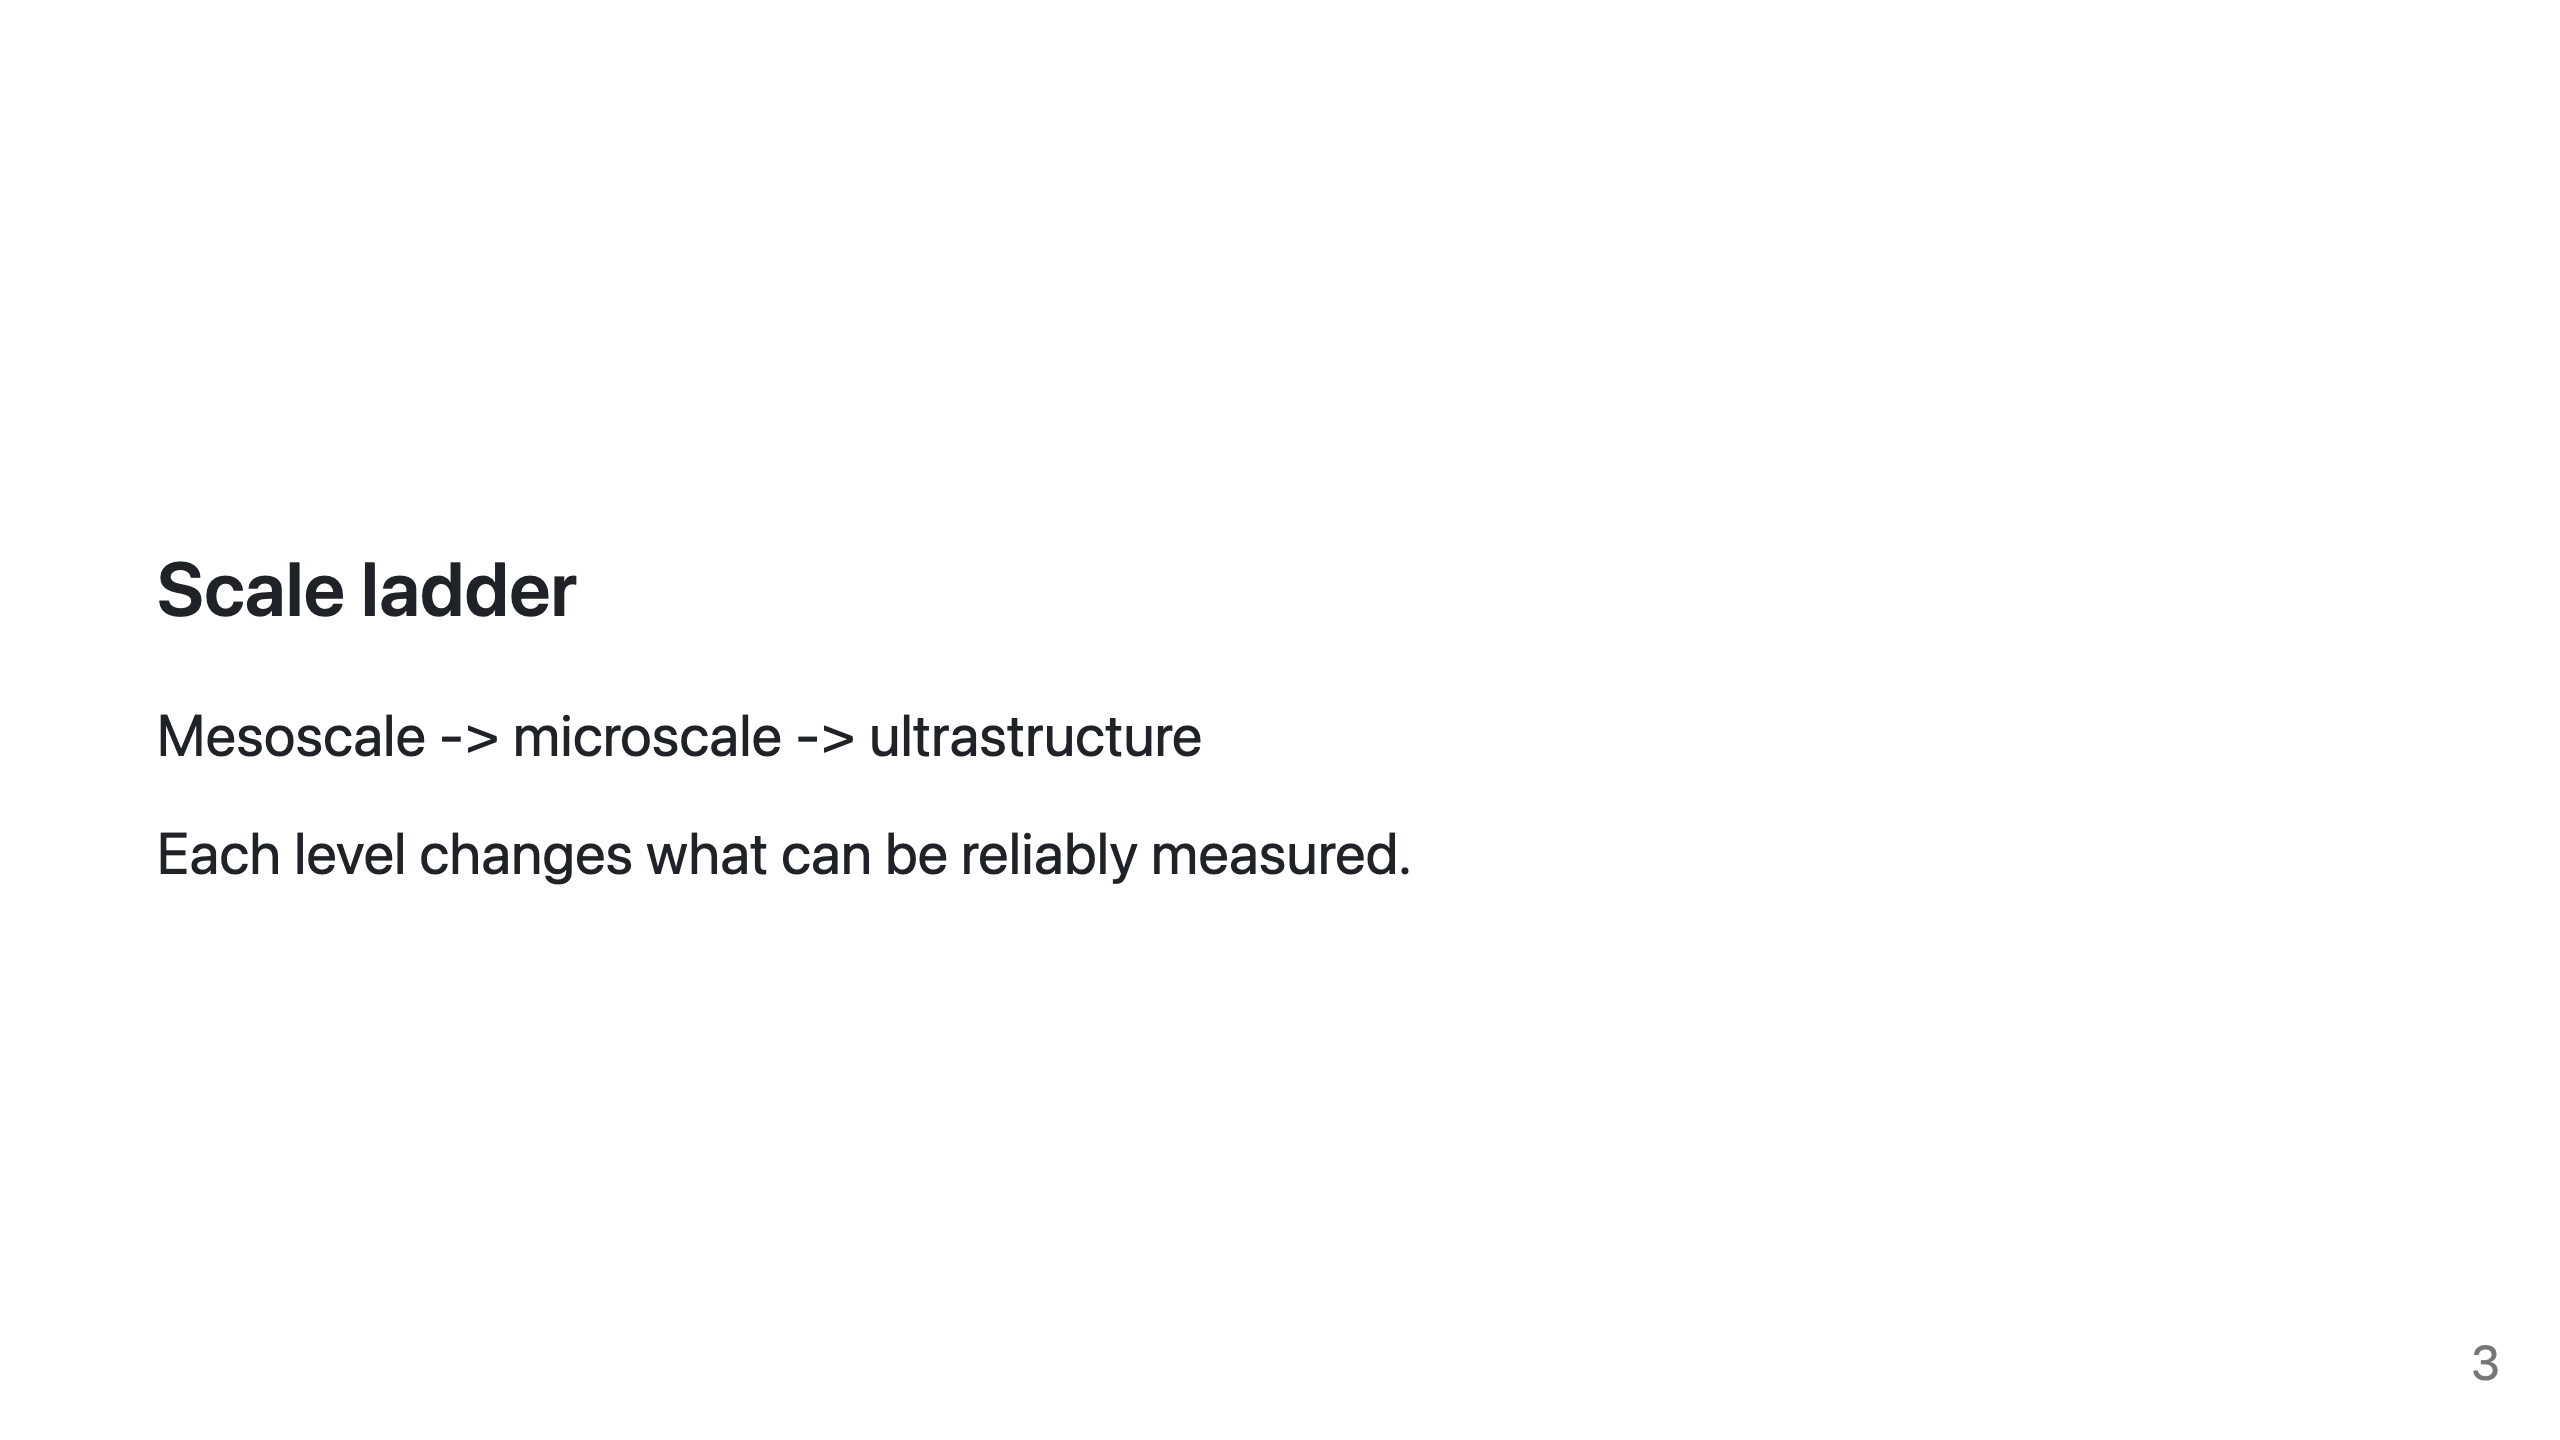 Scale ladder
Mesoscale -> microscale -> ultrastructure
Each level changes what can be reliably measured.
3